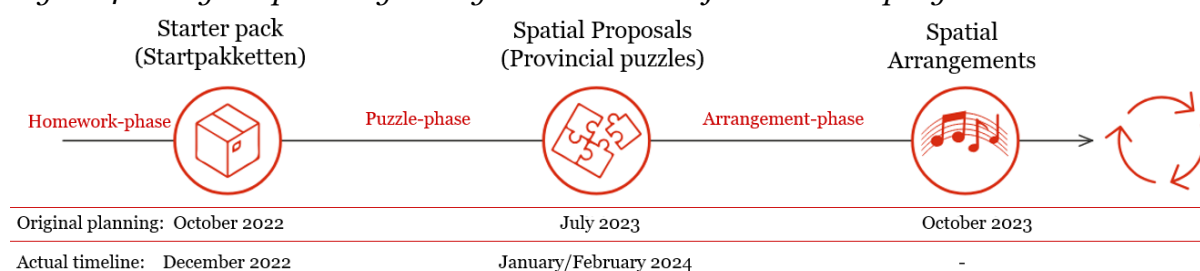 Starter pack
(Startpakketten)
Spatial Proposals
(Provincial puzzles)
Spatial
Arrangements
Homework-phase
Puzzle-phase
Arrangement-phase
Original planning: October 2022 July 2023 October 2023
Actual timeline: December 2022 January/February 2024 -